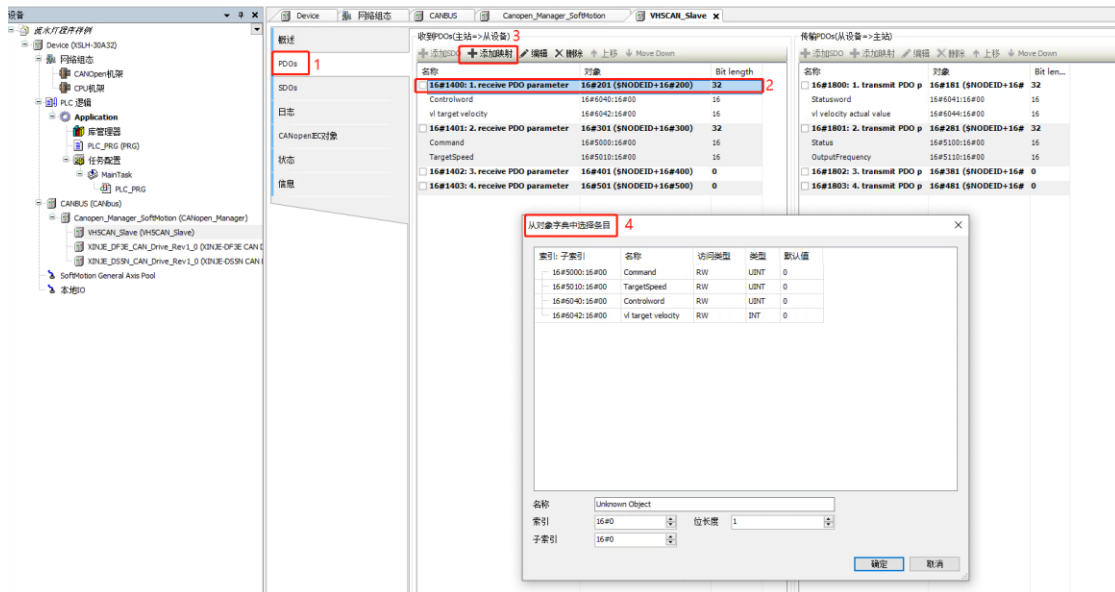 设备
流水灯程序样例
Device (XSLH-30A32)
网络组态
CANOpen机架
CPU机架
PLC 逻辑
Application
库管理器
PLC_PRG (PRG)
任务配置
MainTask
PLC_PRG
CANBUS (CANbus)
Canopen_Manager_SoftMotion (CANopen_Manager)
VHSCAN_Slave (VHSCAN_Slave)
XINJE_DF3E_CAN_Drive_Rev1_0 (XINJE-DF3E CAN D
XINJE_DS5N_CAN_Drive_Rev1_0 (XINJE-DS5N CAN
SoftMotion General Axis Pool
本地IO
Device
网络组态
CANBUS
Canopen_Manager_SoftMotion
VHSCAN_Slave
概述
PDOs 1
SDOs
日志
CANopenIEC对象
状态
信息
收到PDOs(主站=>从设备) 3
添加SDO 添加映射 编辑 删除 上移 Move Down
名称 对象 Bit length
16#1400: 1. receive PDO parameter 16#201 ($NODEID+16#200) 32 2
Controlword 16#6040:16#00 16
vl target velocity 16#6042:16#00 16
16#1401: 2. receive PDO parameter 16#301 ($NODEID+16#300) 32
Command 16#5000:16#00 16
TargetSpeed 16#5010:16#00 16
16#1402: 3. receive PDO parameter 16#401 ($NODEID+16#400) 0
16#1403: 4. receive PDO parameter 16#501 ($NODEID+16#500) 0
传输PDOs(从设备=>主站)
添加SDO 添加映射 编辑 删除 上移 Move Down
名称 对象 Bit len...
16#1800: 1. transmit PDO p 16#181 ($NODEID+16# 32
Statusword 16#6041:16#00 16
vl velocity actual value 16#6044:16#00 16
16#1801: 2. transmit PDO p 16#281 ($NODEID+16# 32
Status 16#5100:16#00 16
OutputFrequency 16#5110:16#00 16
16#1802: 3. transmit PDO p 16#381 ($NODEID+16# 0
16#1803: 4. transmit PDO p 16#481 ($NODEID+16# 0
从对象字典中选择条目 4
索引: 子索引 名称 访问类型 类型 默认值
16#5000:16#00 Command RW UINT 0
16#5010:16#00 TargetSpeed RW UINT 0
16#6040:16#00 Controlword RW UINT 0
16#6042:16#00 vl target velocity RW INT 0
名称 Unknown Object
索引 16#0 位长度 1
子索引 16#0
确定 取消